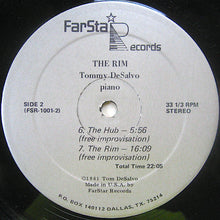 FarStar
Records
THE RIM
Tommy DeSalvo
piano
SIDE 2
(FSR-1001-2)
33 1/3 RPM
STEREO
6. The Hub – 5:56
(free improvisation)
7. The Rim – 16:09
(free improvisation)
Total Time 22:05
©1981 Tom DeSalvo
Made in U.S.A. by
FarStar Records
P.O. BOX 140112 DALLAS, TX. 75214